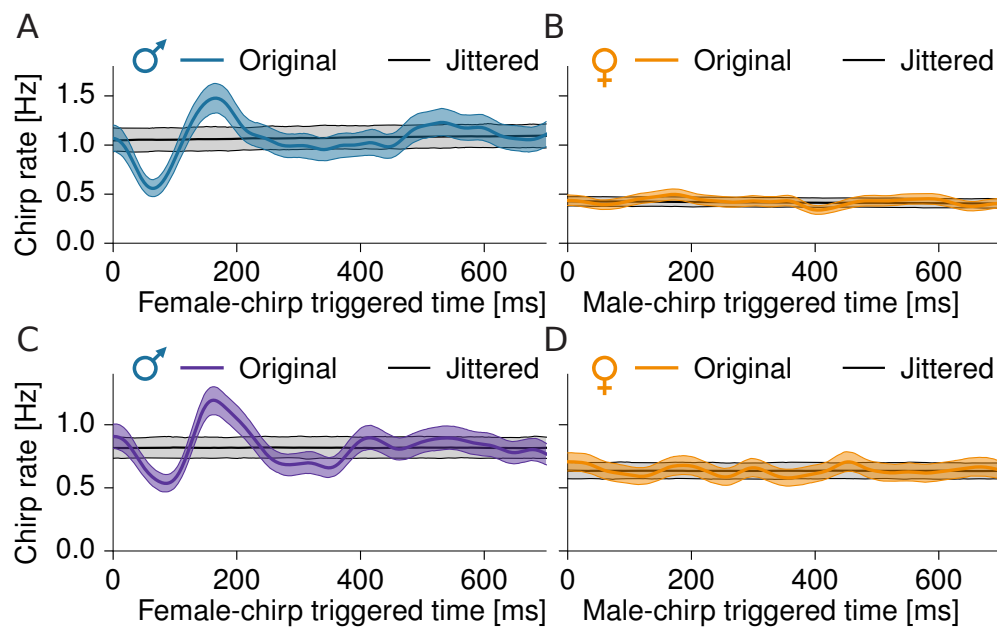 A
B
♂ Original Jittered
♀ Original Jittered
Chirp rate [Hz]
1.5
1.0
0.5
0.0
0 200 400 600
0 200 400 600
Female-chirp triggered time [ms]
Male-chirp triggered time [ms]
C
D
♂ Original Jittered
♀ Original Jittered
Chirp rate [Hz]
1.0
0.5
0.0
0 200 400 600
0 200 400 600
Female-chirp triggered time [ms]
Male-chirp triggered time [ms]